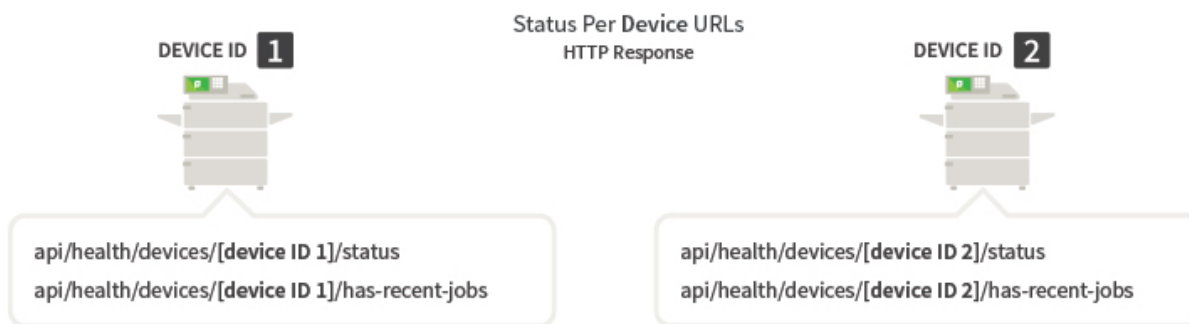 Status Per Device URLs
HTTP Response
DEVICE ID 1
DEVICE ID 2
api/health/devices/[device ID 1]/status
api/health/devices/[device ID 1]/has-recent-jobs
api/health/devices/[device ID 2]/status
api/health/devices/[device ID 2]/has-recent-jobs